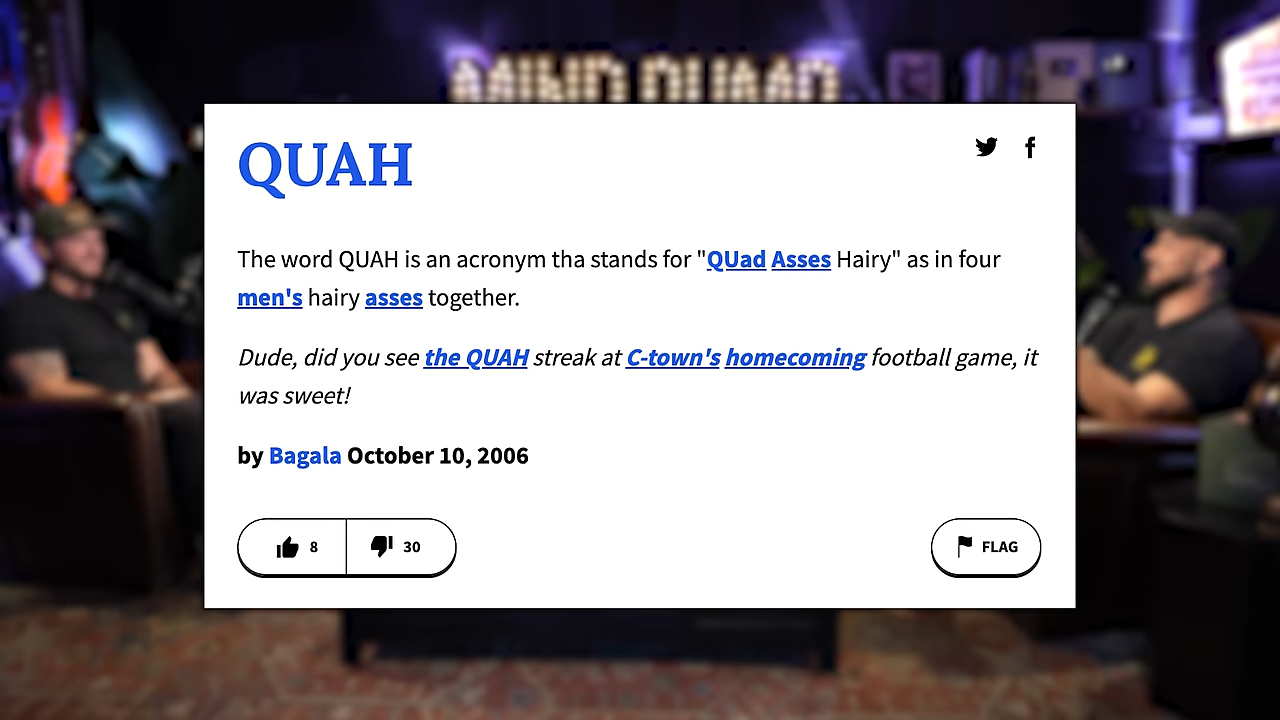 MIND PUMP
QUAH
The word QUAH is an acronym tha stands for "QUad Asses Hairy" as in four
men's hairy asses together.
Dude, did you see the QUAH streak at C-town's homecoming football game, it
was sweet!
by Bagala October 10, 2006
8
30
FLAG